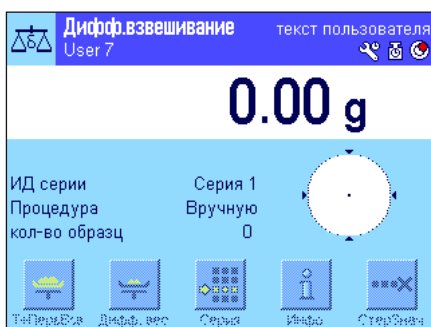 Дифф.взвешивание
текст пользователя
User 7
0.00 g
ИД серии Серия 1
Процедура Вручную
кол-во образц 0
Дифф. вес Серия Инфо СтерЗнач